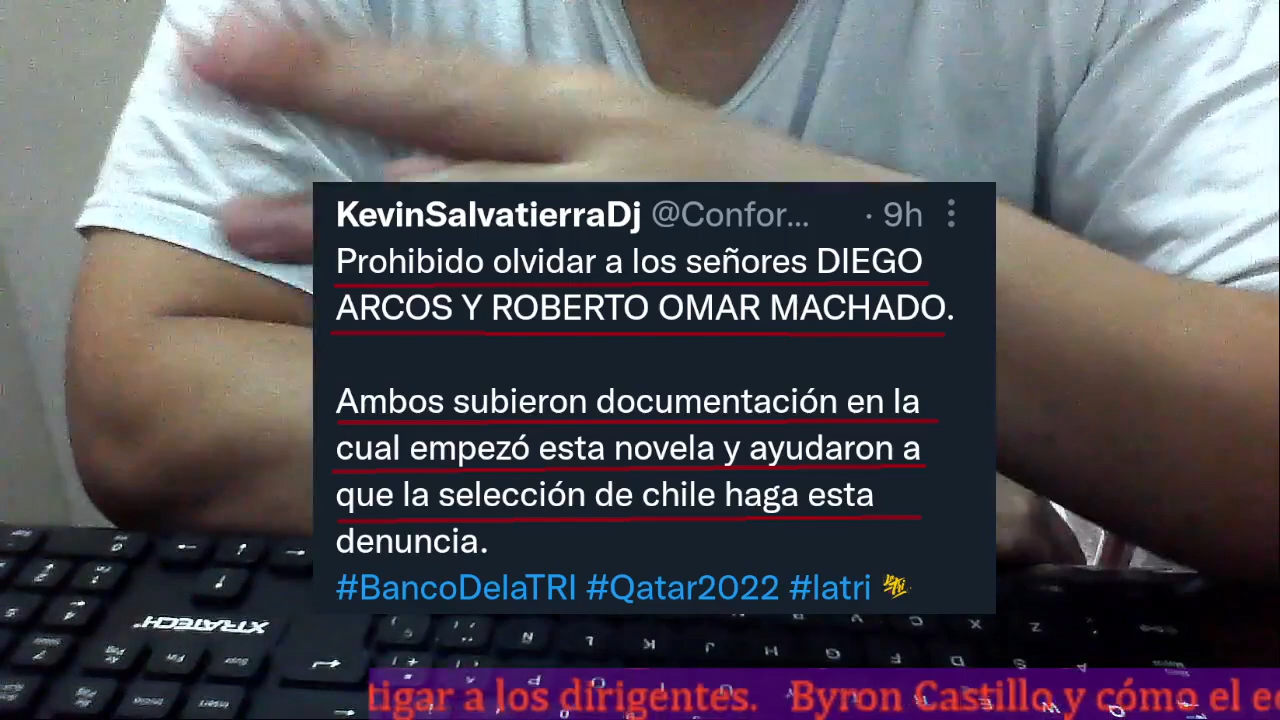 KevinSalvatierraDj @Confor... · 9h
Prohibido olvidar a los señores DIEGO
ARCOS Y ROBERTO OMAR MACHADO.
Ambos subieron documentación en la
cual empezó esta novela y ayudaron a
que la selección de chile haga esta
denuncia.
#BancoDelaTRI #Qatar2022 #latri
XTRATECH
tigar a los dirigentes. Byron Castillo y cómo el ec